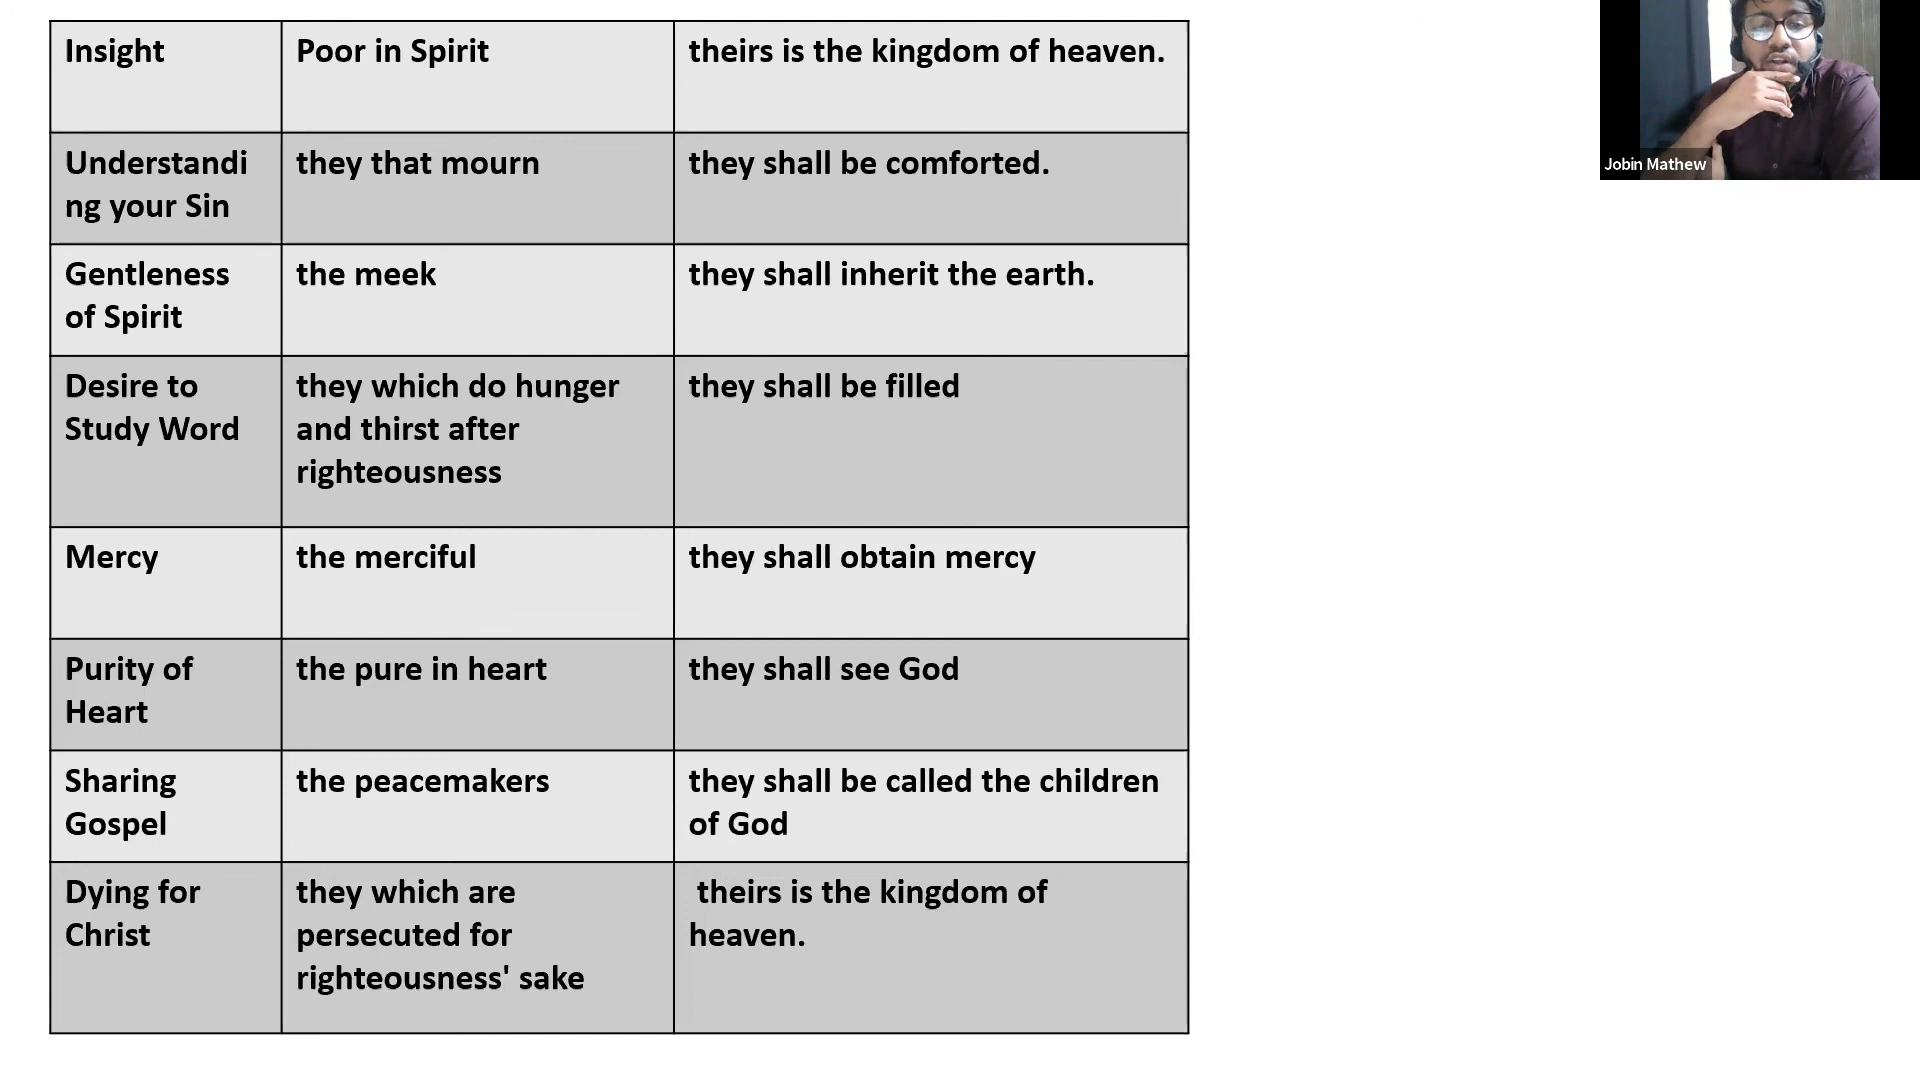 Insight
Poor in Spirit
theirs is the kingdom of heaven.
Understandi
ng your Sin
they that mourn
they shall be comforted.
Gentleness
of Spirit
the meek
they shall inherit the earth.
Desire to
Study Word
they which do hunger
and thirst after
righteousness
they shall be filled
Mercy
the merciful
they shall obtain mercy
Purity of
Heart
the pure in heart
they shall see God
Sharing
Gospel
the peacemakers
they shall be called the children
of God
Dying for
Christ
they which are
persecuted for
righteousness' sake
theirs is the kingdom of
heaven.
Jobin Mathew